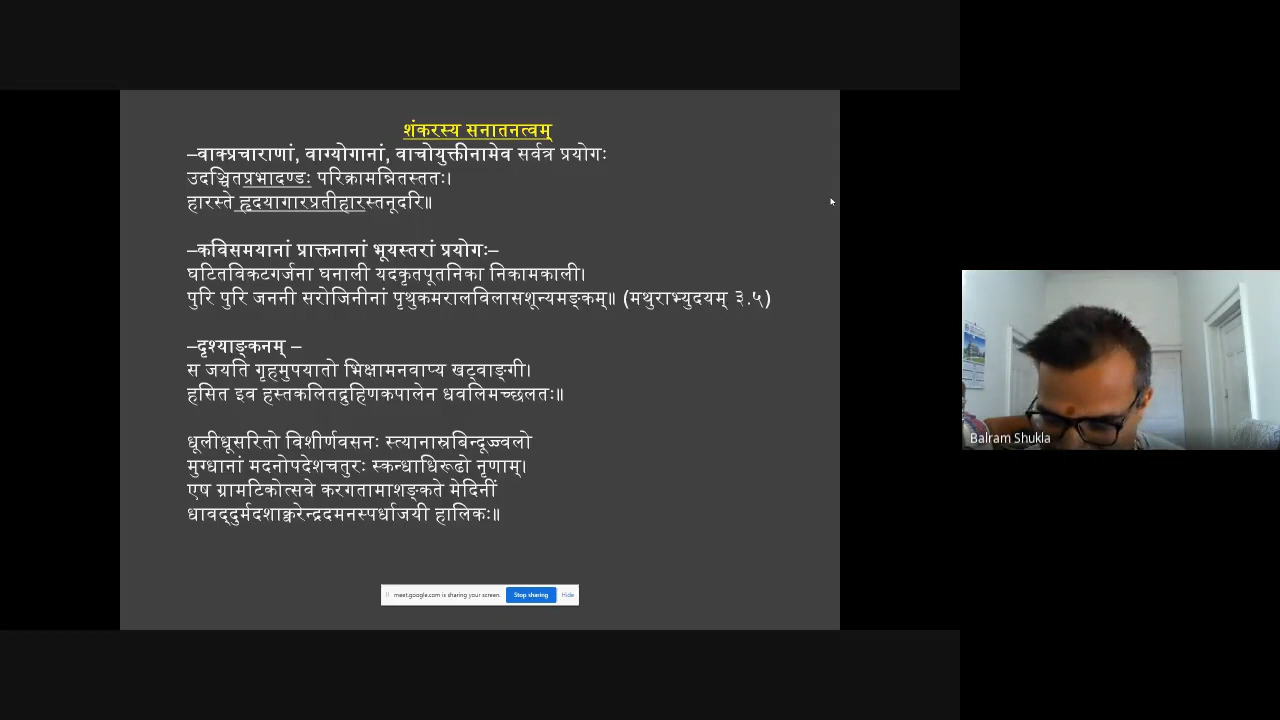 शंकरस्य सनातनत्वम्
–वाक्प्रचाराणां, वाग्योगानां, वाचोयुक्तीनामेव सर्वत्र प्रयोगः
उदञ्चितप्रभादण्डः परिक्रामन्नितस्ततः।
हारस्ते हृदयागारप्रतीहारस्तनूदरि॥
–कविसमयानां प्राक्तनानां भूयस्तरां प्रयोगः–
घटितविकटगर्जना घनाली यदकृतपूतनिका निकामकाली।
पुरि पुरि जननी सरोजिनीनां पृथुकमरालविलासशून्यमङ्कम्॥ (मथुराभ्युदयम् ३.५)
–दृश्याङ्कनम् –
स जयति गृहमुपयातो भिक्षामनवाप्य खट्वाङ्गी।
हसित इव हस्तकलितद्रुहिणकपालेन धवलिमच्छलतः॥
धूलीधूसरितो विशीर्णवसनः स्त्यानास्रबिन्दूज्ज्वलो
मुग्धानां मदनोपदेशचतुरः स्कन्धाधिरूढो नृणाम्।
एष ग्रामटिकोत्सवे करगतामाशङ्कते मेदिनीं
धावद्दुर्मदशाक्वरेन्द्रदमनस्पर्धाजयी हालिकः॥
meet.google.com is sharing your screen. Stop sharing Hide
Balram Shukla